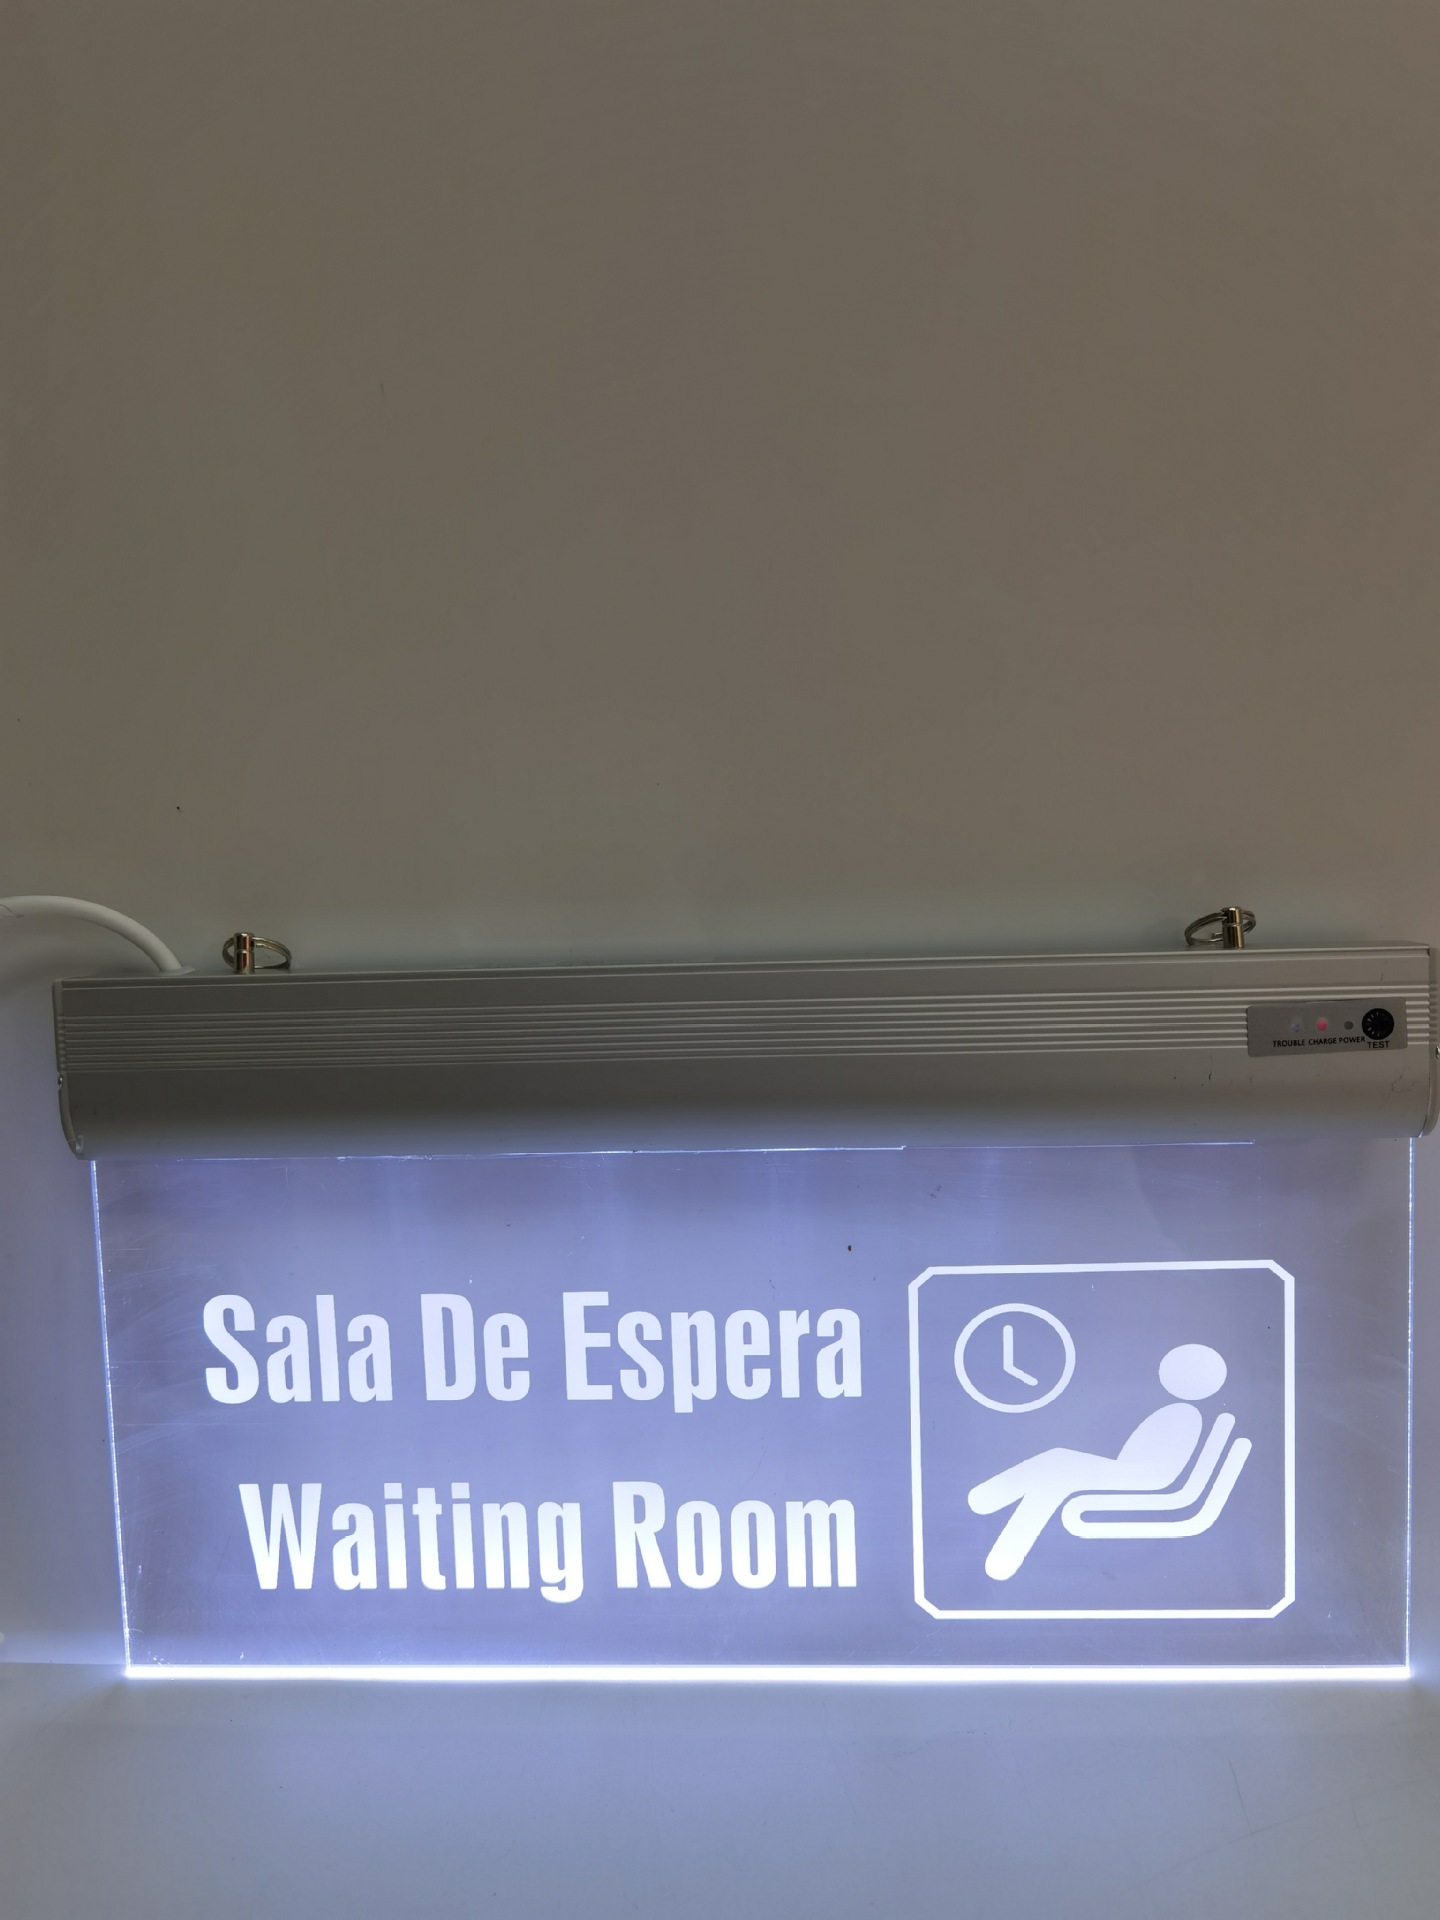 TROUBLE CHARGE POWER TEST
Sala De Espera
Waiting Room